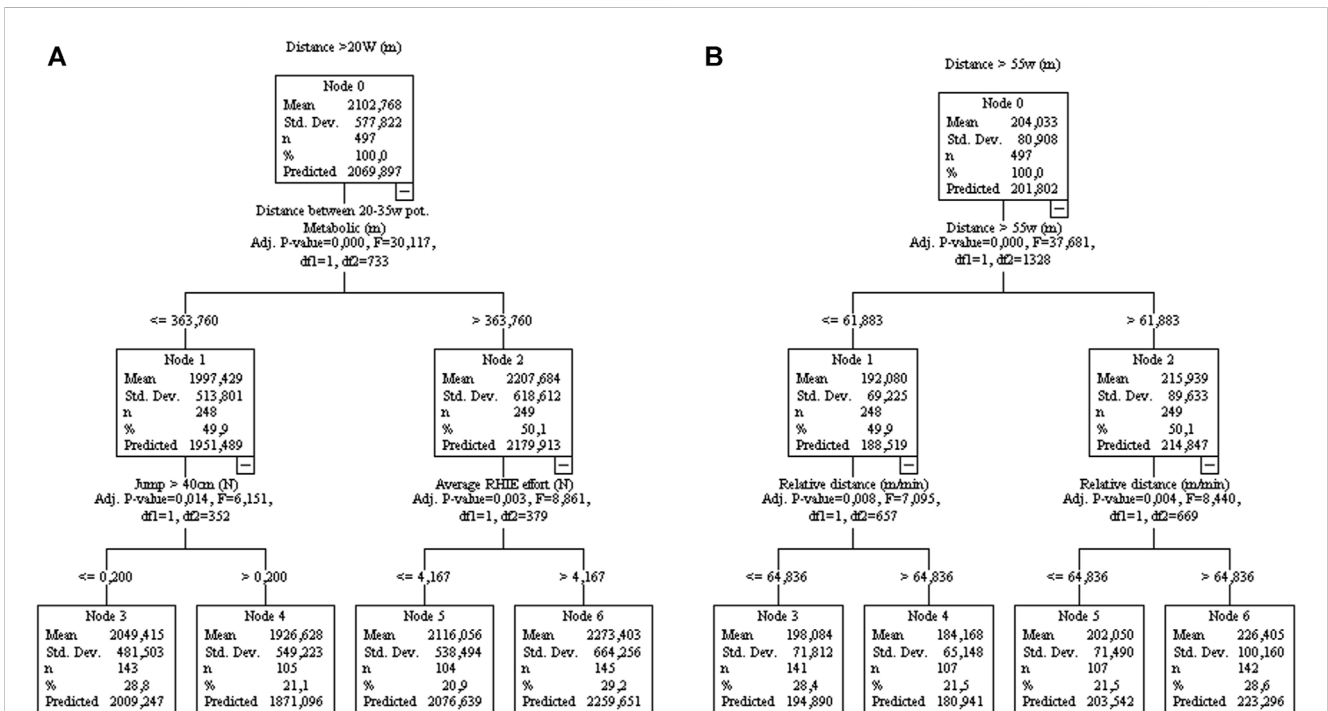 A
Distance >20W (m)
Node 0
Mean 2102,768
Std. Dev. 577,822
n 497
% 100,0
Predicted 2069,897
Distance between 20-35w pot.
Metabolic (m)
Adj. P-value=0,000, F=30,117,
df1=1, df2=733
<= 363,760
> 363,760
Node 1
Mean 1997,429
Std. Dev. 513,801
n 248
% 49,9
Predicted 1951,489
Node 2
Mean 2207,684
Std. Dev. 618,612
n 249
% 50,1
Predicted 2179,913
Jump > 40cm (N)
Adj. P-value=0,014, F=6,151,
df1=1, df2=352
Average RHIE effort (N)
Adj. P-value=0,003, F=8,861,
df1=1, df2=379
<= 0,200
> 0,200
<= 4,167
> 4,167
Node 3
Mean 2049,415
Std. Dev. 481,503
n 143
% 28,8
Predicted 2009,247
Node 4
Mean 1926,628
Std. Dev. 549,223
n 105
% 21,1
Predicted 1871,096
Node 5
Mean 2116,056
Std. Dev. 538,494
n 104
% 20,9
Predicted 2076,639
Node 6
Mean 2273,403
Std. Dev. 664,256
n 145
% 29,2
Predicted 2259,651
B
Distance > 55w (m)
Node 0
Mean 204,033
Std. Dev. 80,908
n 497
% 100,0
Predicted 201,802
Distance > 55w (m)
Adj. P-value=0,000, F=37,681,
df1=1, df2=1328
<= 61,883
> 61,883
Node 1
Mean 192,080
Std. Dev. 69,225
n 248
% 49,9
Predicted 188,519
Node 2
Mean 215,939
Std. Dev. 89,633
n 249
% 50,1
Predicted 214,847
Relative distance (m/min)
Adj. P-value=0,008, F=7,095,
df1=1, df2=657
Relative distance (m/min)
Adj. P-value=0,004, F=8,440,
df1=1, df2=669
<= 64,836
> 64,836
<= 64,836
> 64,836
Node 3
Mean 198,084
Std. Dev. 71,812
n 141
% 28,4
Predicted 194,890
Node 4
Mean 184,168
Std. Dev. 65,148
n 107
% 21,5
Predicted 180,941
Node 5
Mean 202,050
Std. Dev. 71,490
n 107
% 21,5
Predicted 203,542
Node 6
Mean 226,405
Std. Dev. 100,160
n 142
% 28,6
Predicted 223,296